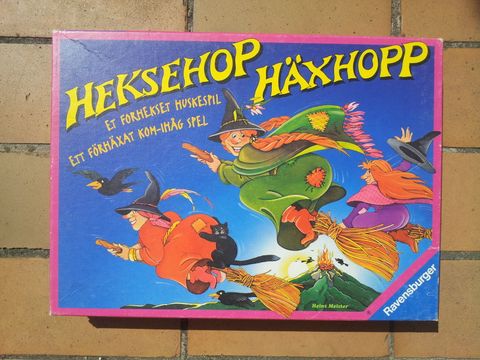 HEKSEHOP
HÄXHOPP
ET FORHEKSET HUSKESPIL
ETT FÖRHÄXAT KOM-IHÅG SPEL
Heinz Meister
Ravensburger